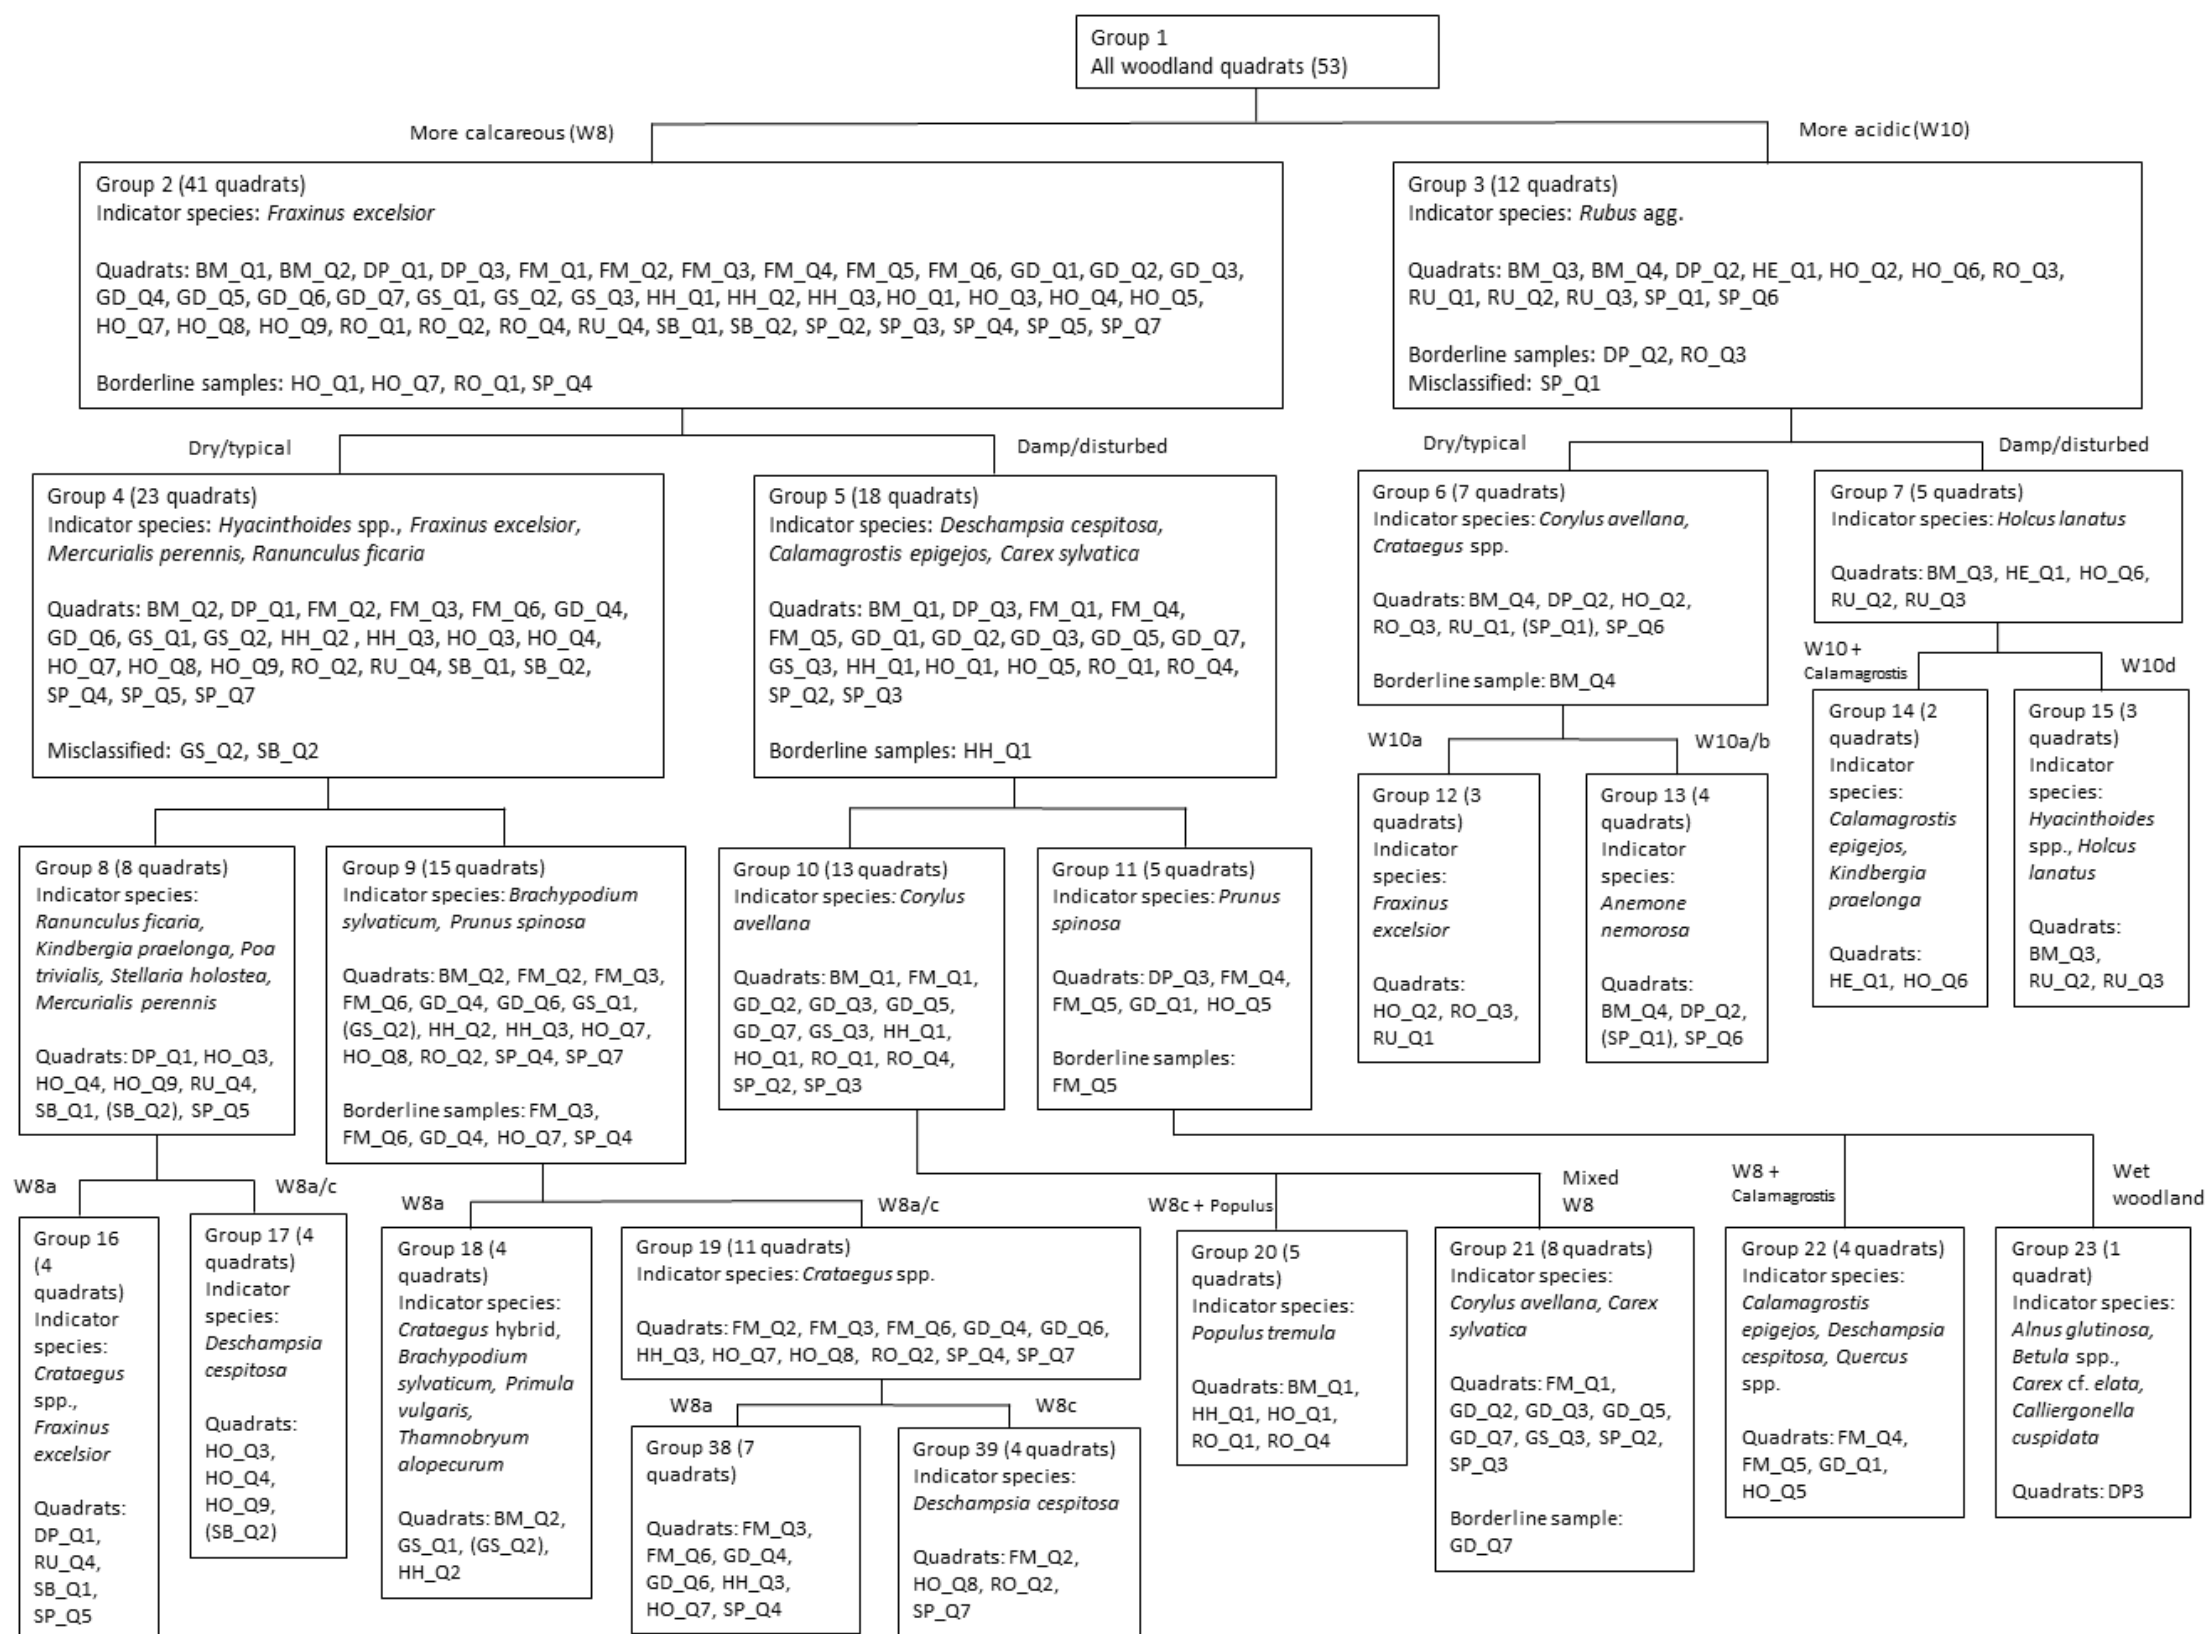 Group 1
All woodland quadrats (53)
More calcareous (W8)
More acidic(W10)
Group 2 (41 quadrats)
Indicator species: Fraxinus excelsior
Quadrats: BM_Q1, BM_Q2, DP_Q1, DP_Q3, FM_Q1, FM_Q2, FM_Q3, FM_Q4, FM_Q5, FM_Q6, GD_Q1, GD_Q2, GD_Q3,
GD_Q4, GD_Q5, GD_Q6, GD_Q7, GS_Q1, GS_Q2, GS_Q3, HH_Q1, HH_Q2, HH_Q3, HO_Q1, HO_Q3, HO_Q4, HO_Q5,
HO_Q7, HO_Q8, HO_Q9, RO_Q1, RO_Q2, RO_Q4, RU_Q4, SB_Q1, SB_Q2, SP_Q2, SP_Q3, SP_Q4, SP_Q5, SP_Q7
Borderline samples: HO_Q1, HO_Q7, RO_Q1, SP_Q4
Group 3 (12 quadrats)
Indicator species: Rubus agg.
Quadrats: BM_Q3, BM_Q4, DP_Q2, HE_Q1, HO_Q2, HO_Q6, RO_Q3,
RU_Q1, RU_Q2, RU_Q3, SP_Q1, SP_Q6
Borderline samples: DP_Q2, RO_Q3
Misclassified: SP_Q1
Dry/typical
Damp/disturbed
Dry/typical
Damp/disturbed
Group 4 (23 quadrats)
Indicator species: Hyacinthoides spp., Fraxinus excelsior,
Mercurialis perennis, Ranunculus ficaria
Quadrats: BM_Q2, DP_Q1, FM_Q2, FM_Q3, FM_Q6, GD_Q4,
GD_Q6, GS_Q1, GS_Q2, HH_Q2 , HH_Q3, HO_Q3, HO_Q4,
HO_Q7, HO_Q8, HO_Q9, RO_Q2, RU_Q4, SB_Q1, SB_Q2,
SP_Q4, SP_Q5, SP_Q7
Misclassified: GS_Q2, SB_Q2
Group 5 (18 quadrats)
Indicator species: Deschampsia cespitosa,
Calamagrostis epigejos, Carex sylvatica
Quadrats: BM_Q1, DP_Q3, FM_Q1, FM_Q4,
FM_Q5, GD_Q1, GD_Q2, GD_Q3, GD_Q5, GD_Q7,
GS_Q3, HH_Q1, HO_Q1, HO_Q5, RO_Q1, RO_Q4,
SP_Q2, SP_Q3
Borderline samples: HH_Q1
Group 6 (7 quadrats)
Indicator species: Corylus avellana,
Crataegus spp.
Quadrats: BM_Q4, DP_Q2, HO_Q2,
RO_Q3, RU_Q1, (SP_Q1), SP_Q6
Borderline sample: BM_Q4
Group 7 (5 quadrats)
Indicator species: Holcus lanatus
Quadrats: BM_Q3, HE_Q1, HO_Q6,
RU_Q2, RU_Q3
W10a
W10a/b
W10 +
Calamagrostis
W10d
Group 8 (8 quadrats)
Indicator species:
Ranunculus ficaria,
Kindbergia praelonga, Poa
trivialis, Stellaria holostea,
Mercurialis perennis
Quadrats: DP_Q1, HO_Q3,
HO_Q4, HO_Q9, RU_Q4,
SB_Q1, (SB_Q2), SP_Q5
Group 9 (15 quadrats)
Indicator species: Brachypodium
sylvaticum, Prunus spinosa
Quadrats: BM_Q2, FM_Q2, FM_Q3,
FM_Q6, GD_Q4, GD_Q6, GS_Q1,
(GS_Q2), HH_Q2, HH_Q3, HO_Q7,
HO_Q8, RO_Q2, SP_Q4, SP_Q7
Borderline samples: FM_Q3,
FM_Q6, GD_Q4, HO_Q7, SP_Q4
Group 10 (13 quadrats)
Indicator species: Corylus
avellana
Quadrats: BM_Q1, FM_Q1,
GD_Q2, GD_Q3, GD_Q5,
GD_Q7, GS_Q3, HH_Q1,
HO_Q1, RO_Q1, RO_Q4,
SP_Q2, SP_Q3
Group 11 (5 quadrats)
Indicator species: Prunus
spinosa
Quadrats: DP_Q3, FM_Q4,
FM_Q5, GD_Q1, HO_Q5
Borderline samples:
FM_Q5
Group 12 (3
quadrats)
Indicator
species:
Fraxinus
excelsior
Quadrats:
HO_Q2, RO_Q3,
RU_Q1
Group 13 (4
quadrats)
Indicator
species:
Anemone
nemorosa
Quadrats:
BM_Q4, DP_Q2,
(SP_Q1), SP_Q6
Group 14 (2
quadrats)
Indicator
species:
Calamagrostis
epigejos,
Kindbergia
praelonga
Quadrats:
HE_Q1, HO_Q6
Group 15 (3
quadrats)
Indicator
species:
Hyacinthoides
spp., Holcus
lanatus
Quadrats:
BM_Q3,
RU_Q2, RU_Q3
W8a
W8a/c
W8a
W8a/c
W8c + Populus
Mixed
W8
W8 +
Calamagrostis
Wet
woodland
Group 16
(4
quadrats)
Indicator
species:
Crataegus
spp.,
Fraxinus
excelsior
Quadrats:
DP_Q1,
RU_Q4,
SB_Q1,
SP_Q5
Group 17 (4
quadrats)
Indicator
species:
Deschampsia
cespitosa
Quadrats:
HO_Q3,
HO_Q4,
HO_Q9,
(SB_Q2)
Group 18 (4
quadrats)
Indicator species:
Crataegus hybrid,
Brachypodium
sylvaticum, Primula
vulgaris,
Thamnobryum
alopecurum
Quadrats: BM_Q2,
GS_Q1, (GS_Q2),
HH_Q2
Group 19 (11 quadrats)
Indicator species: Crataegus spp.
Quadrats: FM_Q2, FM_Q3, FM_Q6, GD_Q4, GD_Q6,
HH_Q3, HO_Q7, HO_Q8, RO_Q2, SP_Q4, SP_Q7
W8a
W8c
Group 38 (7
quadrats)
Quadrats: FM_Q3,
FM_Q6, GD_Q4,
GD_Q6, HH_Q3,
HO_Q7, SP_Q4
Group 39 (4 quadrats)
Indicator species:
Deschampsia cespitosa
Quadrats: FM_Q2,
HO_Q8, RO_Q2,
SP_Q7
Group 20 (5
quadrats)
Indicator species:
Populus tremula
Quadrats: BM_Q1,
HH_Q1, HO_Q1,
RO_Q1, RO_Q4
Group 21 (8 quadrats)
Indicator species:
Corylus avellana, Carex
sylvatica
Quadrats: FM_Q1,
GD_Q2, GD_Q3, GD_Q5,
GD_Q7, GS_Q3, SP_Q2,
SP_Q3
Borderline sample:
GD_Q7
Group 22 (4 quadrats)
Indicator species:
Calamagrostis
epigejos, Deschampsia
cespitosa, Quercus
spp.
Quadrats: FM_Q4,
FM_Q5, GD_Q1,
HO_Q5
Group 23 (1
quadrat)
Indicator species:
Alnus glutinosa,
Betula spp.,
Carex cf. elata,
Calliergonella
cuspidata
Quadrats: DP3